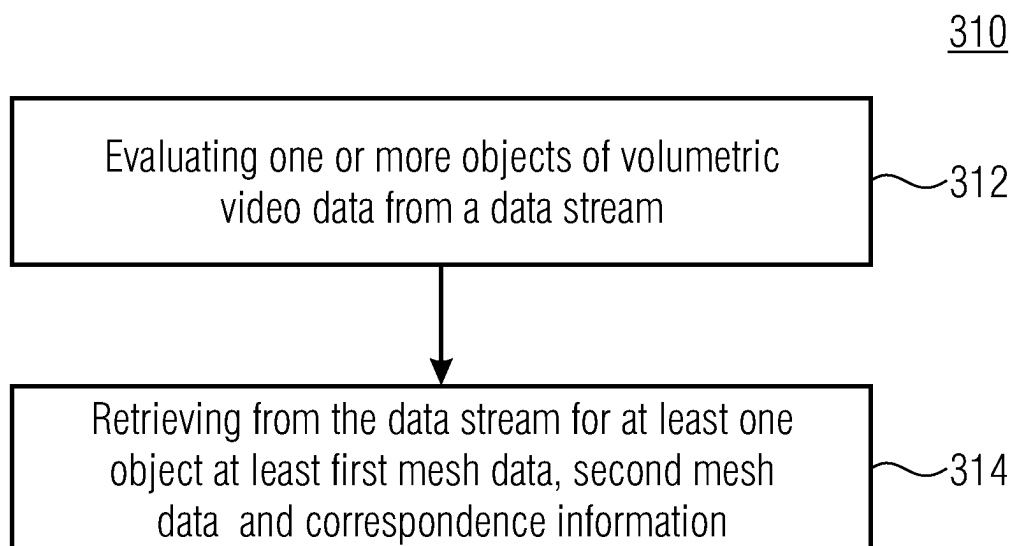 310
Evaluating one or more objects of volumetric
video data from a data stream
312
Retrieving from the data stream for at least one
object at least first mesh data, second mesh
data and correspondence information
314